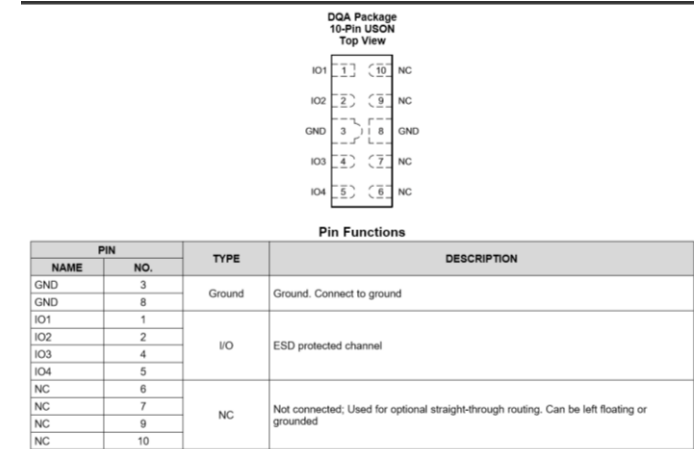 DQA Package
10-Pin USON
Top View
IO1 1 10 NC
IO2 2 9 NC
GND 3 8 GND
IO3 4 7 NC
IO4 5 6 NC
Pin Functions
PIN TYPE DESCRIPTION
NAME NO.
GND 3 Ground Ground. Connect to ground
GND 8
IO1 1 I/O ESD protected channel
IO2 2
IO3 4
IO4 5
NC 6 NC Not connected; Used for optional straight-through routing. Can be left floating or
grounded
NC 7
NC 9
NC 10